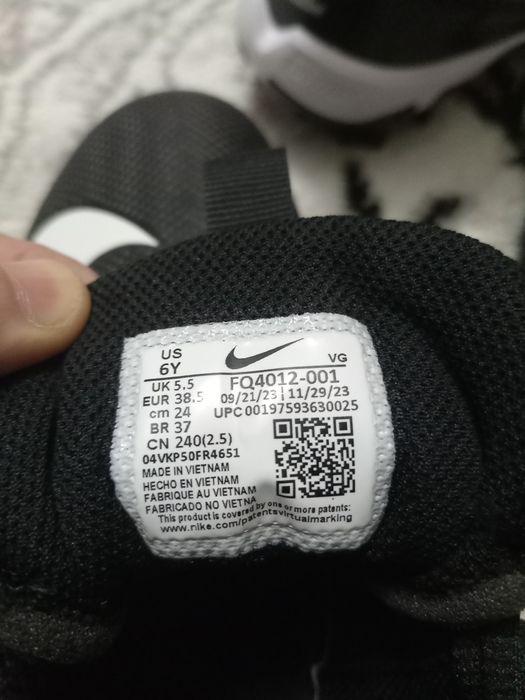 US
6Y
VG
UK 5.5
FQ4012-001
EUR 38.5
09/21/23 | 11/29/23
cm 24
UPC 00197593630025
BR 37
CN 240(2.5)
04VKP50FR4651
MADE IN VIETNAM
HECHO EN VIETNAM
FABRIQUE AU VIETNAM
FABRICADO NO VIETNA
This product is covered by one or more patents:
www.nike.com/patentsvirtualmarking